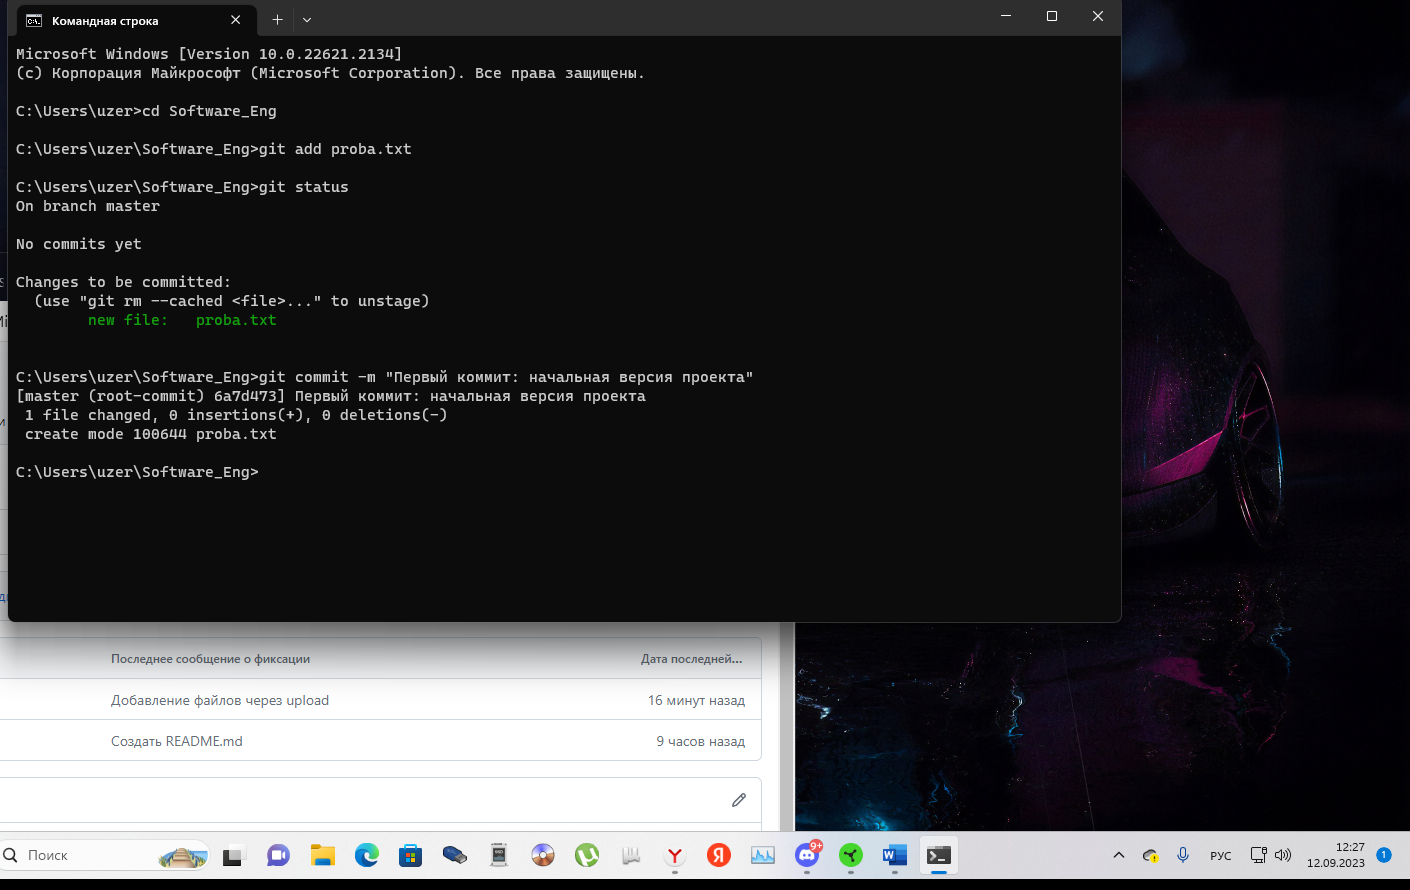 Командная строка
Microsoft Windows [Version 10.0.22621.2134]
(c) Корпорация Майкрософт (Microsoft Corporation). Все права защищены.
C:\Users\uzer>cd Software_Eng
C:\Users\uzer\Software_Eng>git add proba.txt
C:\Users\uzer\Software_Eng>git status
On branch master
No commits yet
Changes to be committed:
  (use "git rm --cached <file>..." to unstage)
        new file:   proba.txt
C:\Users\uzer\Software_Eng>git commit -m "Первый коммит: начальная версия проекта"
[master (root-commit) 6a7d473] Первый коммит: начальная версия проекта
 1 file changed, 0 insertions(+), 0 deletions(-)
 create mode 100644 proba.txt
C:\Users\uzer\Software_Eng>
Последнее сообщение о фиксации Дата последней...
Добавление файлов через upload 16 минут назад
Создать README.md 9 часов назад
Поиск
9+
РУС
12:27
12.09.2023
1